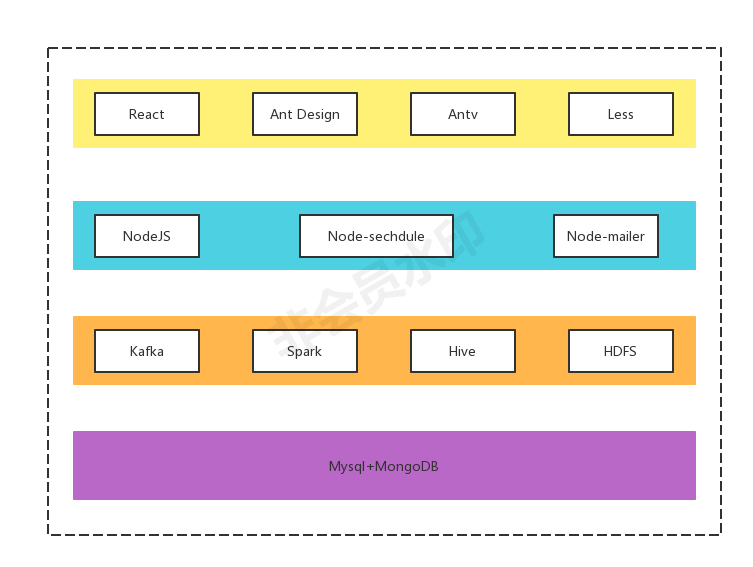 React
Ant Design
Antv
Less
NodeJS
Node-sechdule
Node-mailer
非会员水印
Kafka
Spark
Hive
HDFS
Mysql+MongoDB